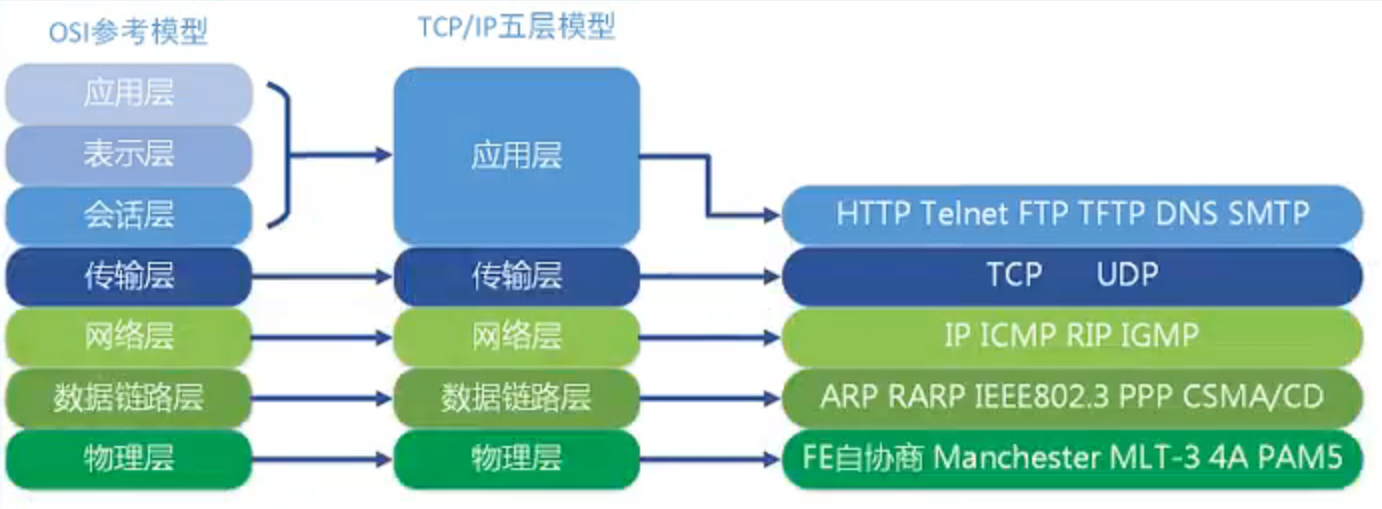 OSI参考模型
TCP/IP五层模型
应用层
表示层
会话层
传输层
网络层
数据链路层
物理层
应用层
传输层
网络层
数据链路层
物理层
HTTP Telnet FTP TFTP DNS SMTP
TCP UDP
IP ICMP RIP IGMP
ARP RARP IEEE802.3 PPP CSMA/CD
FE自协商 Manchester MLT-3 4A PAM5